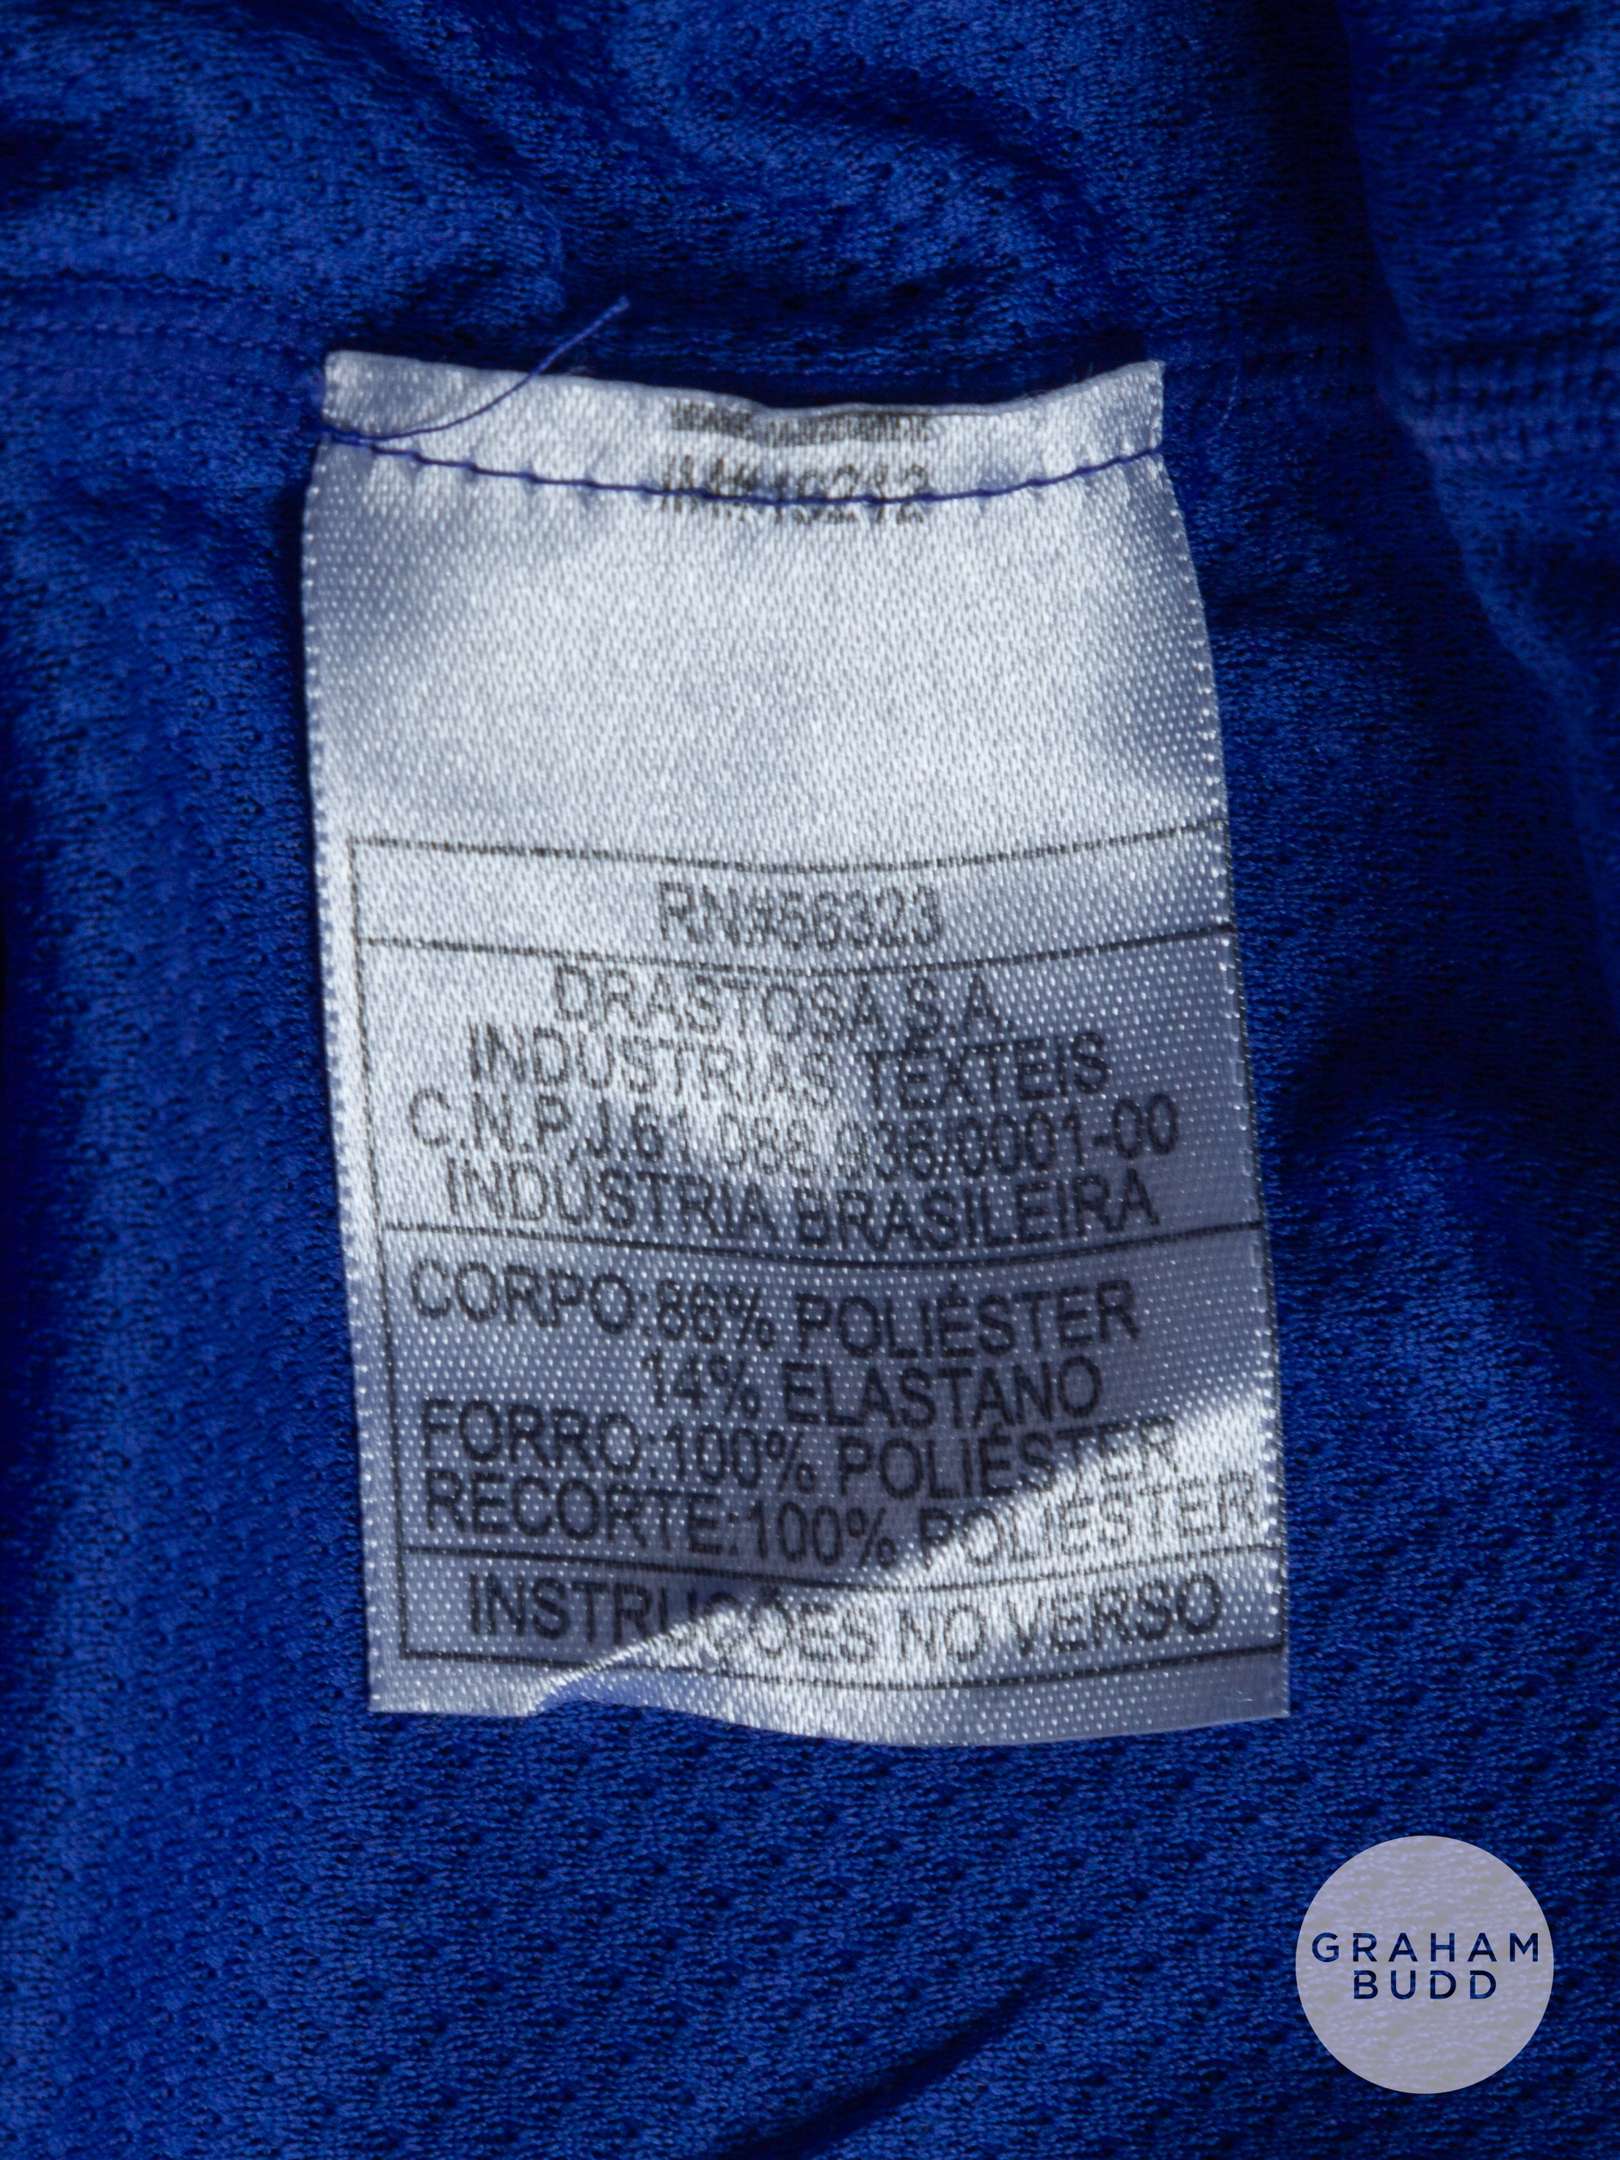 RN#56323
DRASTOSA S.A.
INDUSTRIAS TÊXTEIS
C.N.P.J.61.088.936/0001-00
INDÚSTRIA BRASILEIRA
CORPO:86% POLIÉSTER
14% ELASTANO
FORRO:100% POLIÉSTER
RECORTE:100% POLIÉSTER
INSTRUÇÕES NO VERSO
GRAHAM
BUDD